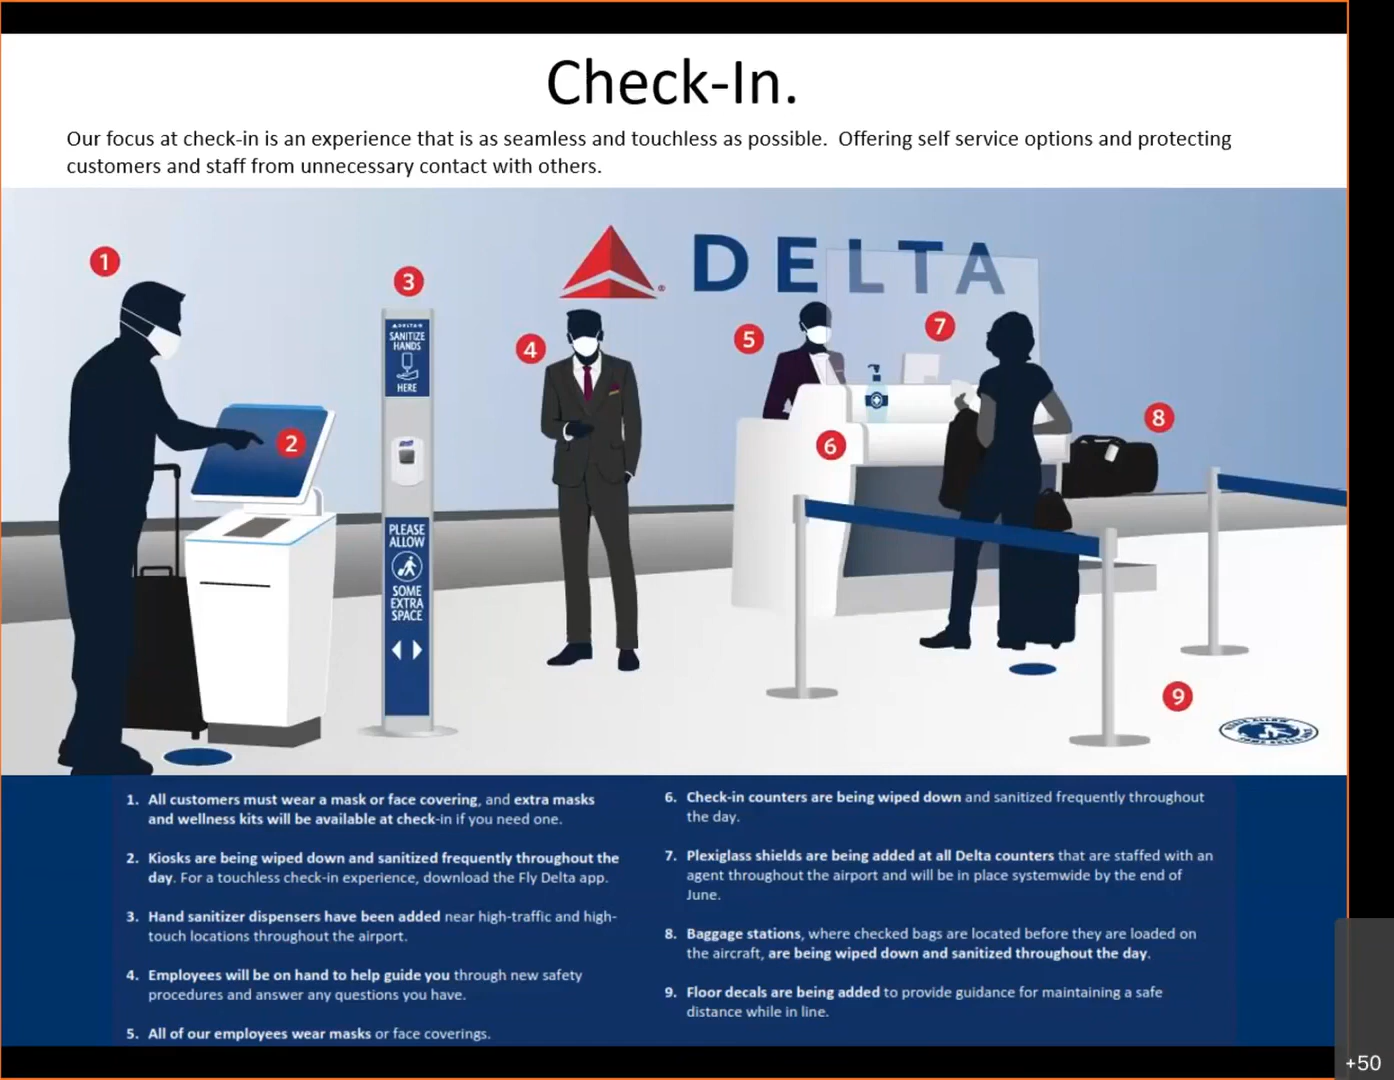 Check-In.
Our focus at check-in is an experience that is as seamless and touchless as possible.  Offering self service options and protecting
customers and staff from unnecessary contact with others.
DELTA
1
2
3
DELTA
SANITIZE
HANDS
HERE
PLEASE
ALLOW
SOME
EXTRA
SPACE
4
5
6
7
8
9
1. All customers must wear a mask or face covering, and extra masks
and wellness kits will be available at check-in if you need one.
2. Kiosks are being wiped down and sanitized frequently throughout the
day. For a touchless check-in experience, download the Fly Delta app.
3. Hand sanitizer dispensers have been added near high-traffic and high-
touch locations throughout the airport.
4. Employees will be on hand to help guide you through new safety
procedures and answer any questions you have.
5. All of our employees wear masks or face coverings.
6. Check-in counters are being wiped down and sanitized frequently throughout
the day.
7. Plexiglass shields are being added at all Delta counters that are staffed with an
agent throughout the airport and will be in place systemwide by the end of
June.
8. Baggage stations, where checked bags are located before they are loaded on
the aircraft, are being wiped down and sanitized throughout the day.
9. Floor decals are being added to provide guidance for maintaining a safe
distance while in line.
+50